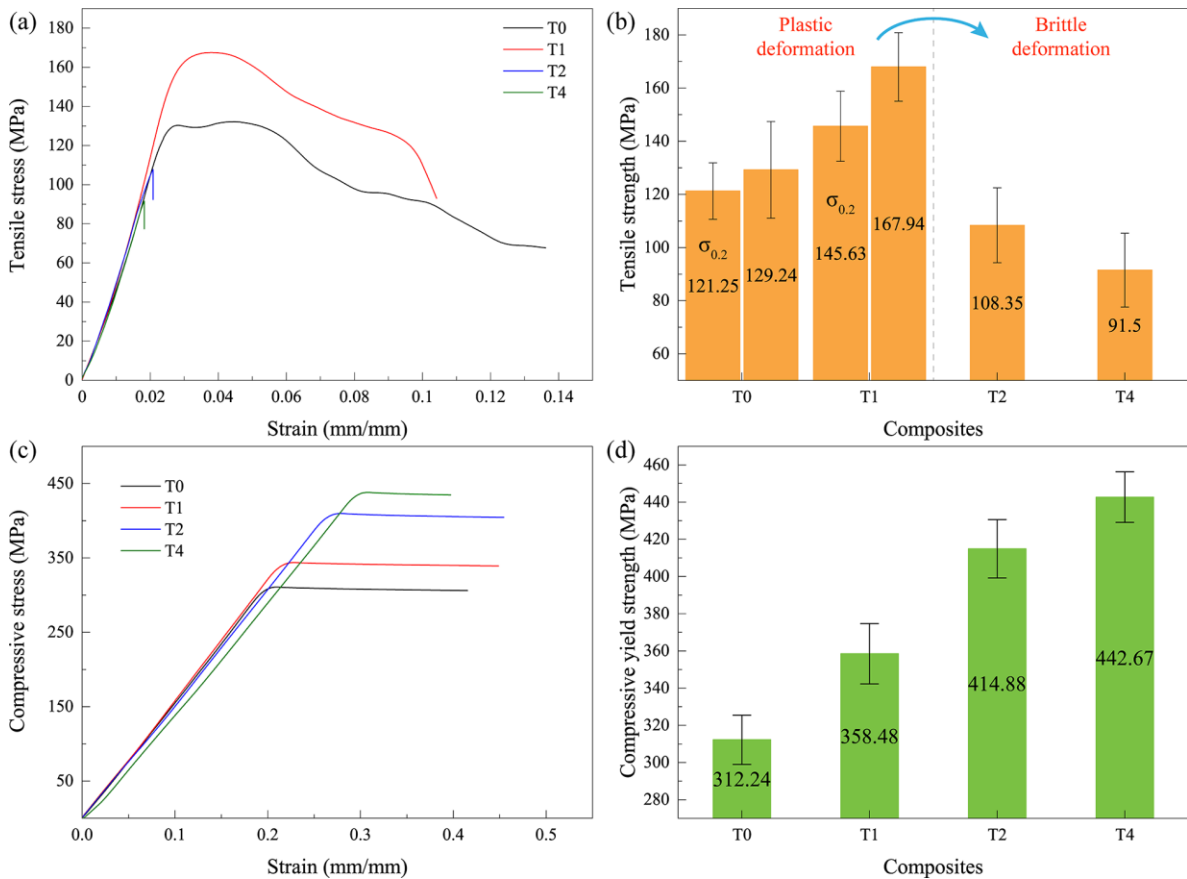 (a)
Tensile stress (MPa)
180
160
140
120
100
80
60
40
20
0
0.00
0.02
0.04
0.06
0.08
0.1
0.12
0.14
Strain (mm/mm)
T0
T1
T2
T4
(b)
Tensile strength (MPa)
180
160
140
120
100
80
60
Plastic
deformation
Brittle
deformation
σ0.2
121.25
129.24
σ0.2
145.63
167.94
108.35
91.5
T0
T1
T2
T4
Composites
(c)
Compressive stress (MPa)
450
350
250
150
50
0.0
0.1
0.2
0.3
0.4
0.5
Strain (mm/mm)
T0
T1
T2
T4
(d)
Compressive yield strength (MPa)
460
440
420
400
380
360
340
320
300
280
312.24
358.48
414.88
442.67
T0
T1
T2
T4
Composites